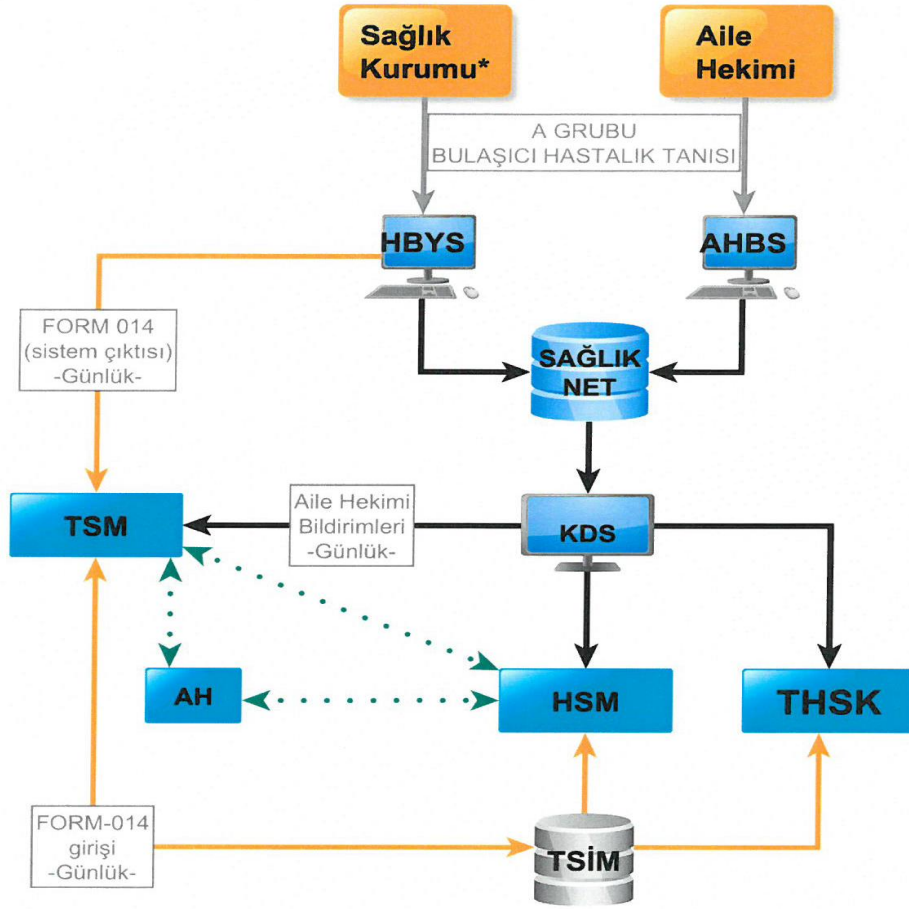 Sağlık
Kurumu*
Aile
Hekimi
A GRUBU
BULAŞICI HASTALIK TANISI
HBYS
AHBS
FORM 014
(sistem çıktısı)
-Günlük-
SAĞLIK
NET
TSM
Aile Hekimi
Bildirimleri
-Günlük-
KDS
AH
HSM
THSK
FORM-014
girişi
-Günlük-
TSİM